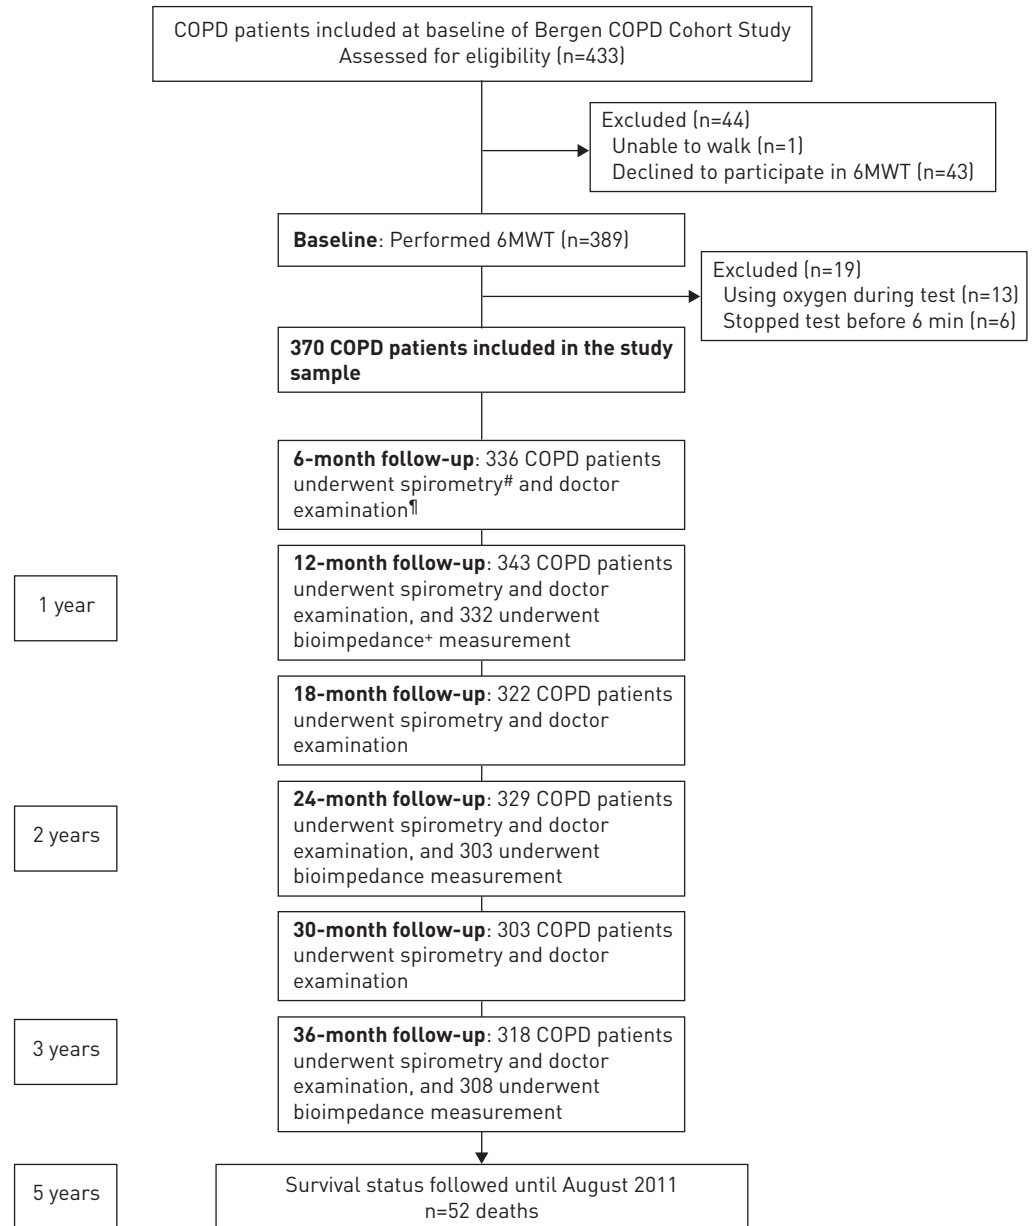 COPD patients included at baseline of Bergen COPD Cohort Study
Assessed for eligibility (n=433)
Excluded (n=44)
Unable to walk (n=1)
Declined to participate in 6MWT (n=43)
Baseline: Performed 6MWT (n=389)
Excluded (n=19)
Using oxygen during test (n=13)
Stopped test before 6 min (n=6)
370 COPD patients included in the study
sample
6-month follow-up: 336 COPD patients
underwent spirometry# and doctor
examination¶
1 year
12-month follow-up: 343 COPD patients
underwent spirometry and doctor
examination, and 332 underwent
bioimpedance+ measurement
18-month follow-up: 322 COPD patients
underwent spirometry and doctor
examination
2 years
24-month follow-up: 329 COPD patients
underwent spirometry and doctor
examination, and 303 underwent
bioimpedance measurement
30-month follow-up: 303 COPD patients
underwent spirometry and doctor
examination
3 years
36-month follow-up: 318 COPD patients
underwent spirometry and doctor
examination, and 308 underwent
bioimpedance measurement
5 years
Survival status followed until August 2011
n=52 deaths